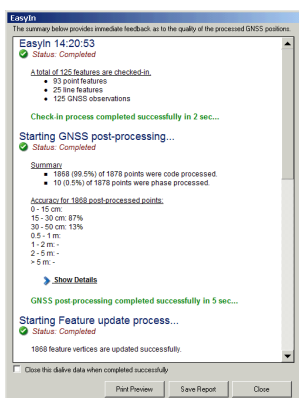 EasyIn
The summary below provides immediate feedback as to the quality of the processed GNSS positions.
EasyIn 14:20:53
Status: Completed
A total of 125 features are checked-in.
93 point features
25 line features
125 GNSS observations
Check-in process completed successfully in 2 sec...
Starting GNSS post-processing...
Status: Completed
Summary
1868 (99.5%) of 1878 points were code processed.
10 (0.5%) of 1878 points were phase processed.
Accuracy for 1868 post-processed points:
0 - 15 cm:
15 - 30 cm: 87%
30 - 50 cm: 13%
0.5 - 1 m:
1 - 2 m: -
2 - 5 m: -
> 5 m: -
Show Details
GNSS post-processing completed successfully in 5 sec...
Starting Feature update process...
Status: Completed
1868 feature vertices are updated successfully.
Close this dialive data when completed successfully
Print Preview Save Report Close